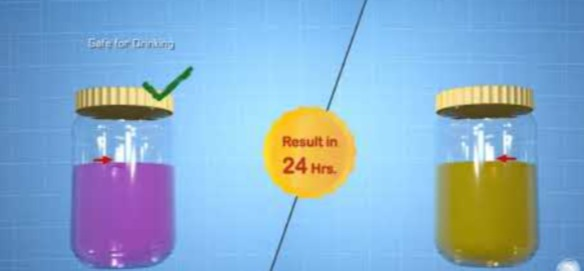 Safe for Drinking
Result in
24 Hrs.